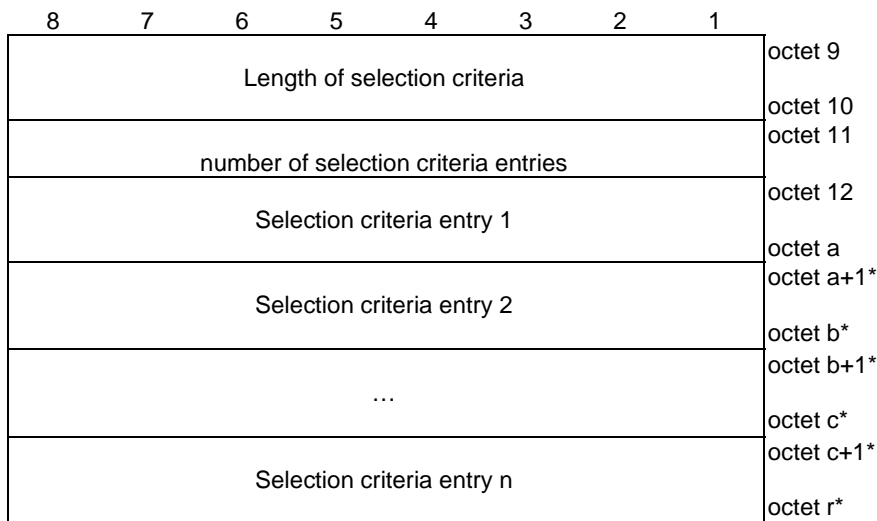 8 7 6 5 4 3 2 1
octet 9
Length of selection criteria
octet 10
octet 11
number of selection criteria entries
octet 12
Selection criteria entry 1
octet a
octet a+1*
Selection criteria entry 2
octet b*
octet b+1*
…
octet c*
octet c+1*
Selection criteria entry n
octet r*